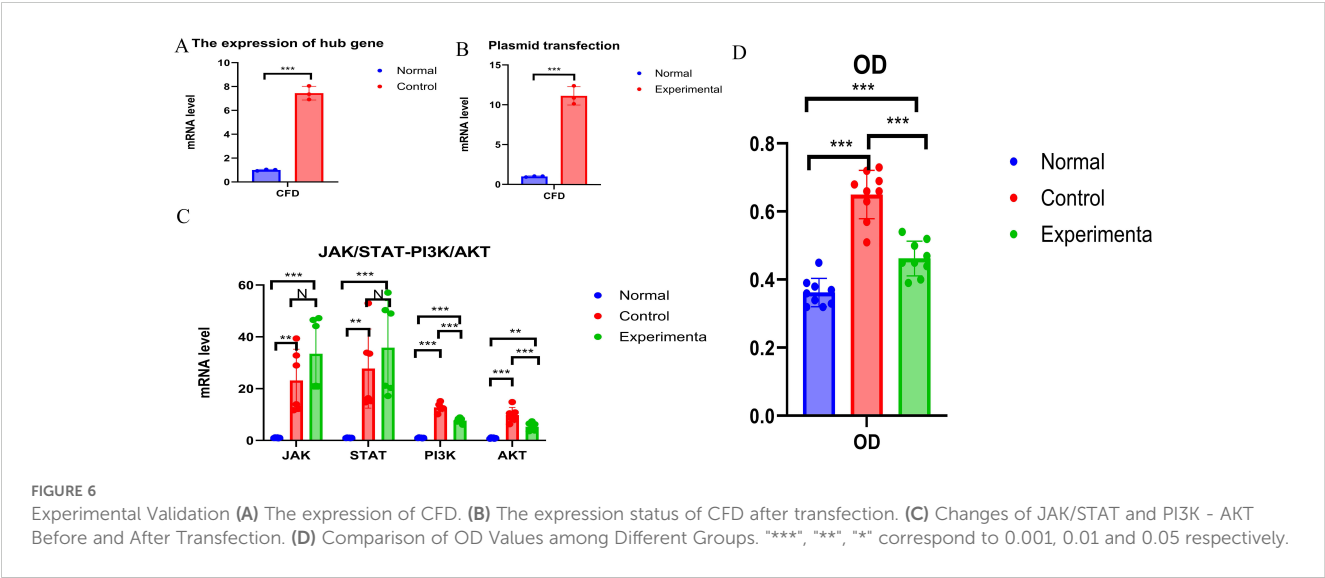 A The expression of hub gene
10
8
6
4
2
0
mRNA level
***
CFD
Normal
Control
B Plasmid transfection
15
10
5
0
mRNA level
***
CFD
Normal
Experimental
C
JAK/STAT-PI3K/AKT
60
40
20
0
mRNA level
*** *** *** **
N N *** ***
** ** *** ***
JAK STAT PI3K AKT
Normal
Control
Experimenta
D
OD
***
***
***
0.8
0.6
0.4
0.2
0.0
OD
Normal
Control
Experimenta
FIGURE 6
Experimental Validation (A) The expression of CFD. (B) The expression status of CFD after transfection. (C) Changes of JAK/STAT and PI3K - AKT
Before and After Transfection. (D) Comparison of OD Values among Different Groups. "***", "**", "*" correspond to 0.001, 0.01 and 0.05 respectively.